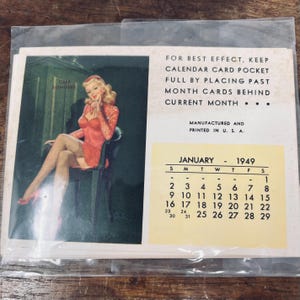 FOR BEST EFFECT, KEEP
CALENDAR CARD POCKET
FULL BY PLACING PAST
MONTH CARDS BEHIND
CURRENT MONTH • • •
MANUFACTURED AND
PRINTED IN U. S. A.
JANUARY - 1949
S M T W T F S
- - - - - - 1
2 3 4 5 6 7 8
9 10 11 12 13 14 15
16 17 18 19 20 21 22
23/30 24/31 25 26 27 28 29